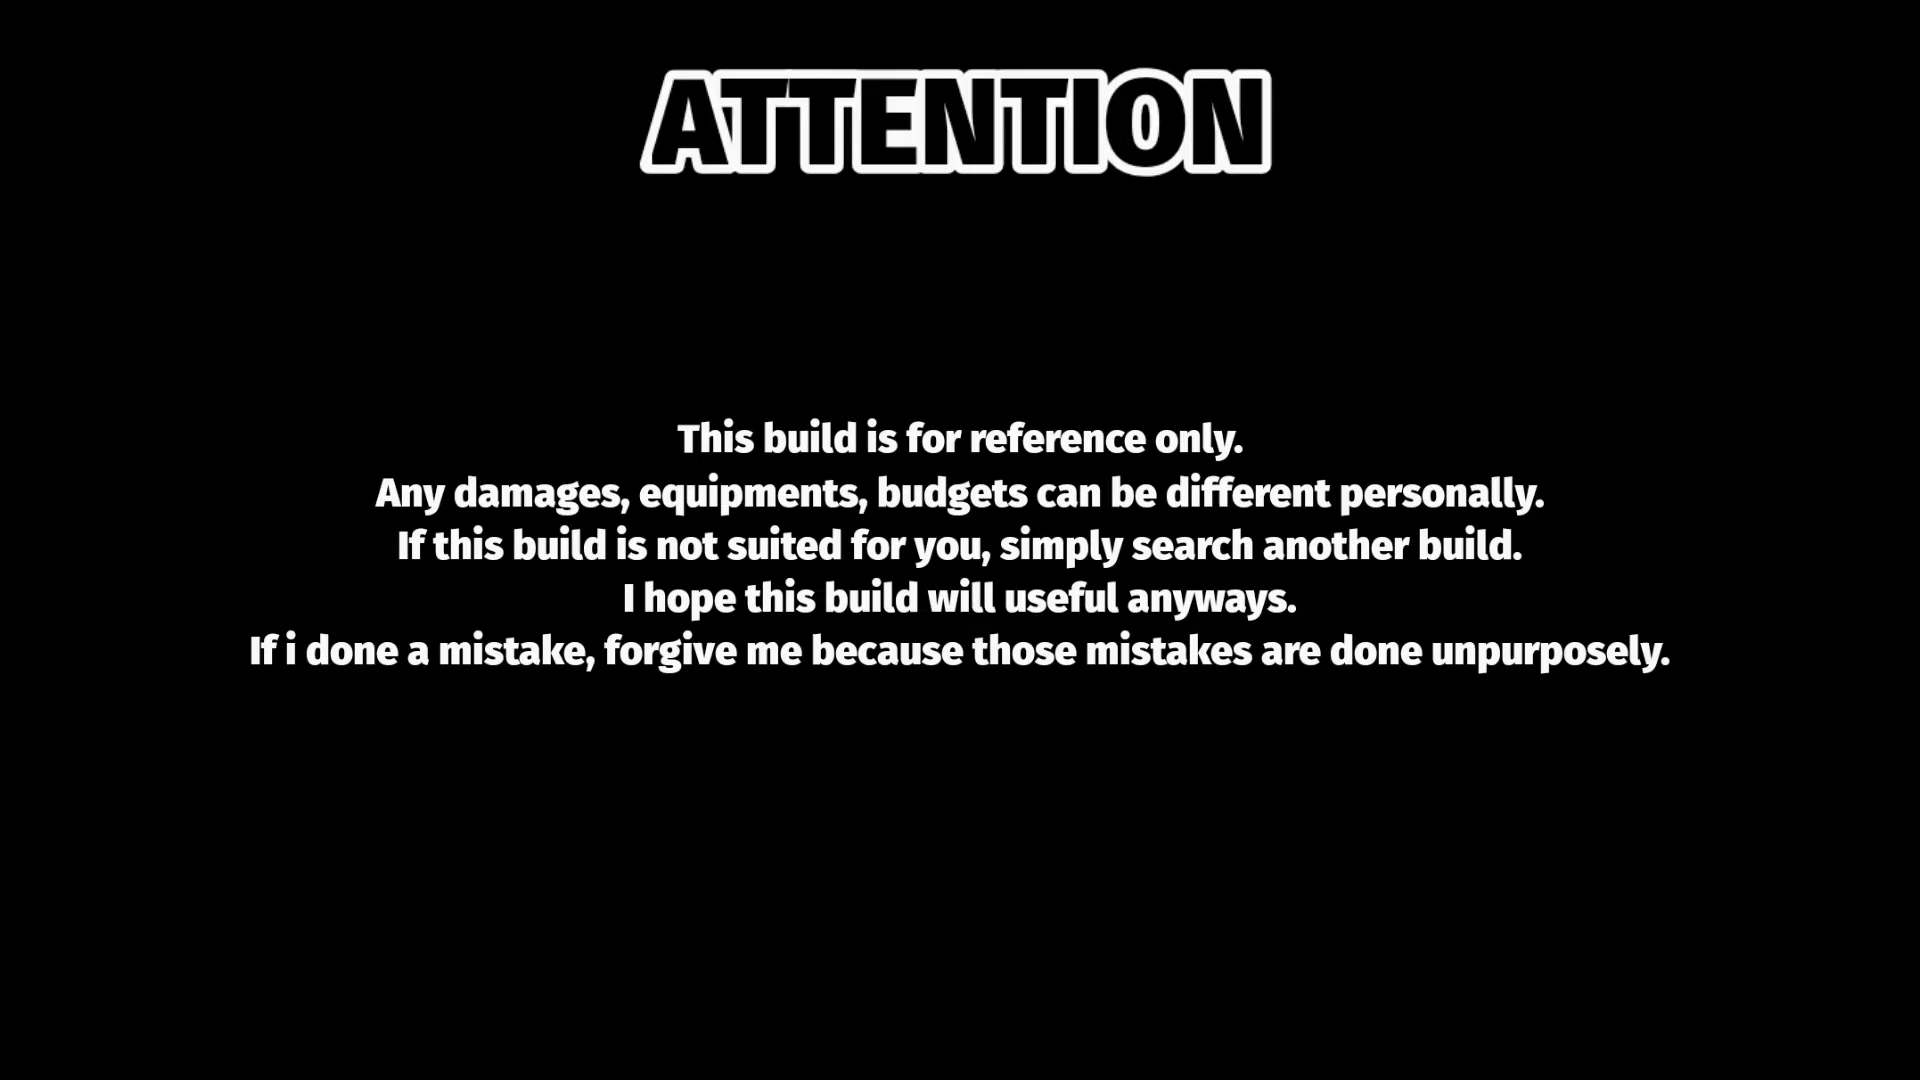 ATTENTION
This build is for reference only.
Any damages, equipments, budgets can be different personally.
If this build is not suited for you, simply search another build.
I hope this build will useful anyways.
If i done a mistake, forgive me because those mistakes are done unpurposely.